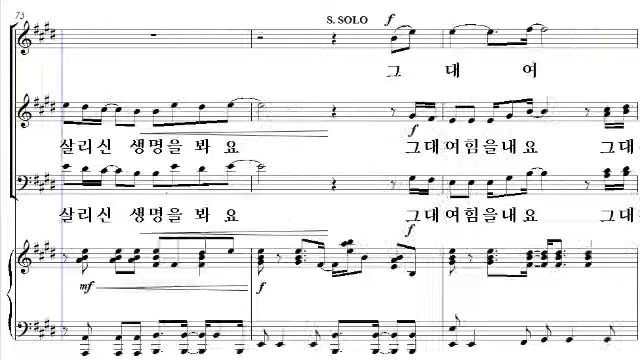 75
S. SOLO f
그 대 여
살리신 생명을 봐 요 f 그대여힘을내요 그대
살리신 생명을 봐 요 그대여힘을내요 그대
f
mf f